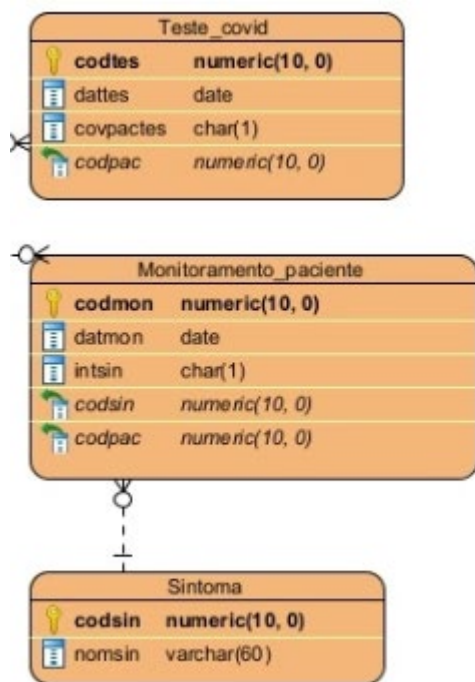 Teste_covid
codtes numeric(10, 0)
dattes date
covpactes char(1)
codpac numeric(10, 0)
Monitoramento_paciente
codmon numeric(10, 0)
datmon date
intsin char(1)
codsin numeric(10, 0)
codpac numeric(10, 0)
Sintoma
codsin numeric(10, 0)
nomsin varchar(60)